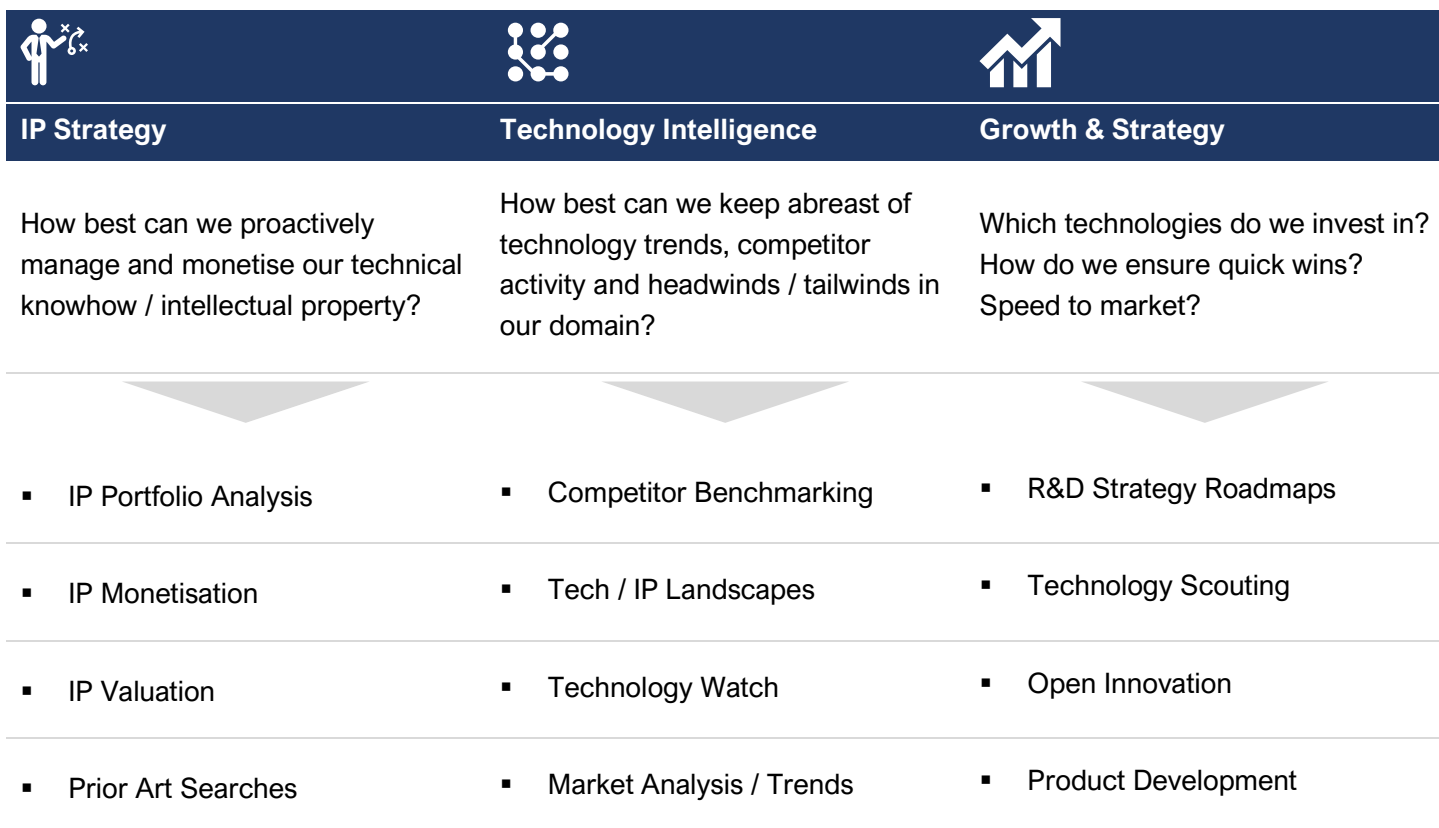 IP Strategy
Technology Intelligence
Growth & Strategy
How best can we proactively
manage and monetise our technical
knowhow / intellectual property?
How best can we keep abreast of
technology trends, competitor
activity and headwinds / tailwinds in
our domain?
Which technologies do we invest in?
How do we ensure quick wins?
Speed to market?
▪ IP Portfolio Analysis
▪ Competitor Benchmarking
▪ R&D Strategy Roadmaps
▪ IP Monetisation
▪ Tech / IP Landscapes
▪ Technology Scouting
▪ IP Valuation
▪ Technology Watch
▪ Open Innovation
▪ Prior Art Searches
▪ Market Analysis / Trends
▪ Product Development